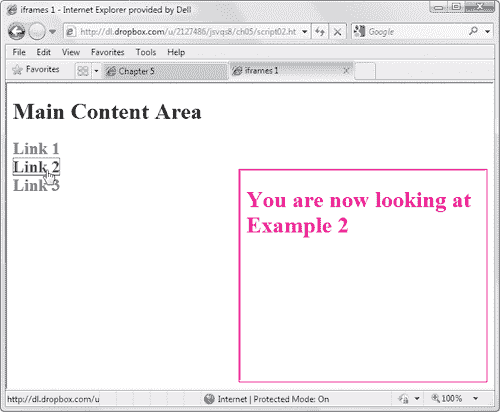 iframes 1 - Internet Explorer provided by Dell
http://dl.dropbox.com/u/2127486/jsvqs8/ch05/script02.ht
Google
File Edit View Favorites Tools Help
Favorites
Chapter 5
iframes 1
Main Content Area
Link 1
Link 2
Link 3
You are now looking at
Example 2
http://dl.dropbox.com/u
Internet | Protected Mode: On
100%